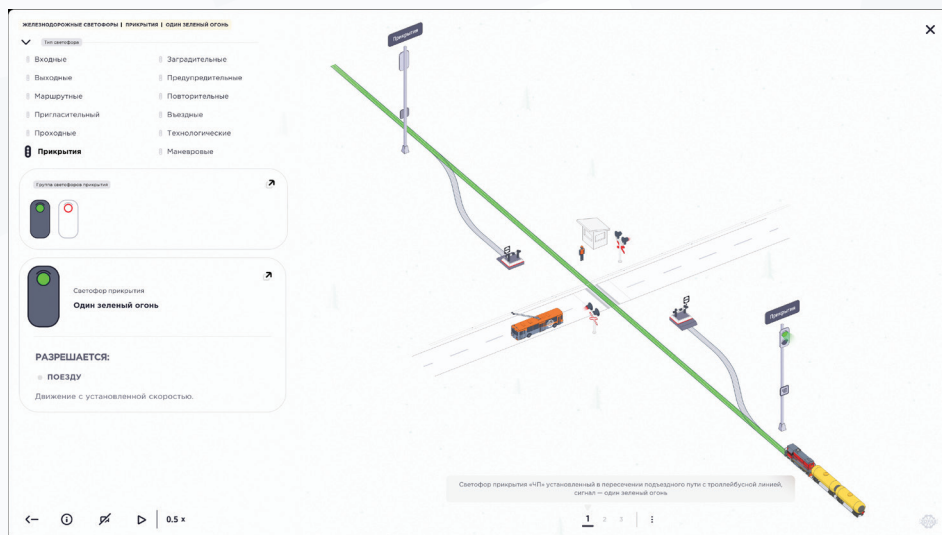 ЖЕЛЕЗНОДОРОЖНЫЕ СВЕТОФОРЫ | ПРИКРЫТИЯ | ОДИН ЗЕЛЕНЫЙ ОГОНЬ
Тип светофора
Входные
Заградительные
Выходные
Предупредительные
Маршрутные
Повторительные
Пригласительный
Въездные
Проходные
Технологические
Прикрытия
Маневровые
Группа светофоров прикрытия
Светофор прикрытия
Один зеленый огонь
РАЗРЕШАЕТСЯ:
ПОЕЗДУ
Движение с установленной скоростью.
Прикрытие
Прикрытие
Светофор прикрытия «ЧП» установленный в пересечении подъездного пути с троллейбусной линией,
сигнал — один зеленый огонь
0.5 x
1 2 3